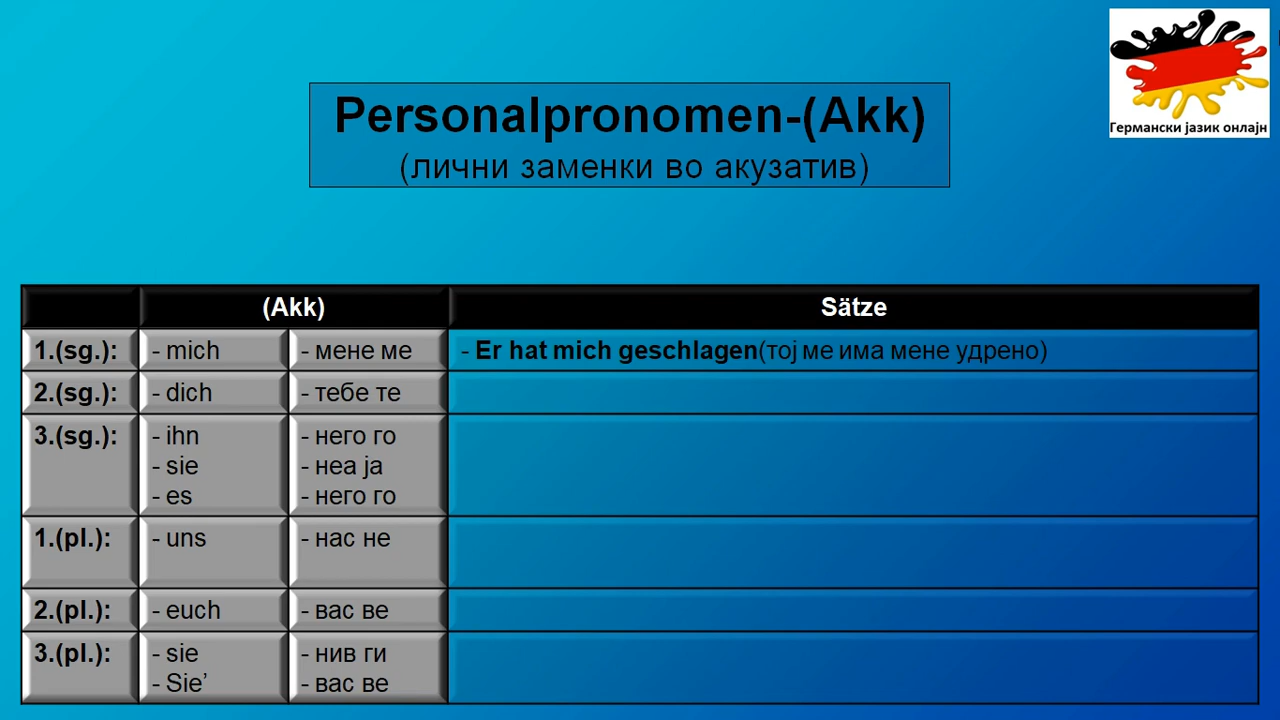 Германски јазик онлајн
Personalpronomen-(Akk)
(лични заменки во акузатив)
(Akk) Sätze
1.(sg.): - mich - мене ме - Er hat mich geschlagen(тој ме има мене удрено)
2.(sg.): - dich - тебе те
3.(sg.): - ihn - него го
- sie - неа ја
- es - него го
1.(pl.): - uns - нас не
2.(pl.): - euch - вас ве
3.(pl.): - sie - нив ги
- Sie’ - вас ве